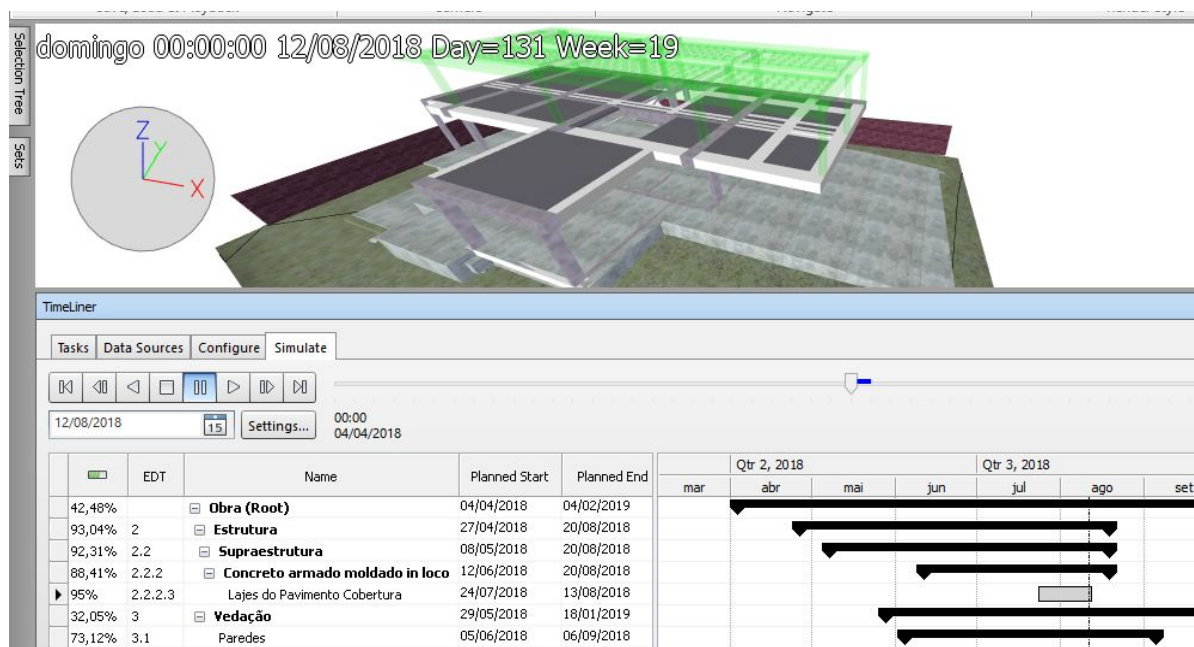 domingo 00:00:00 12/08/2018 Day=131 Week=19
Selection Tree
Sets
Z
Y
X
TimeLiner
Tasks Data Sources Configure Simulate
12/08/2018 15 Settings... 00:00
04/04/2018
EDT Name Planned Start Planned End Qtr 2, 2018 Qtr 3, 2018
mar abr mai jun jul ago set
42,48% Obra (Root) 04/04/2018 04/02/2019
93,04% 2 Estrutura 27/04/2018 20/08/2018
92,31% 2.2 Supraestrutura 08/05/2018 20/08/2018
88,41% 2.2.2 Concreto armado moldado in loco 12/06/2018 20/08/2018
95% 2.2.2.3 Lajes do Pavimento Cobertura 24/07/2018 13/08/2018
32,05% 3 Vedação 29/05/2018 18/01/2019
73,12% 3.1 Paredes 05/06/2018 06/09/2018